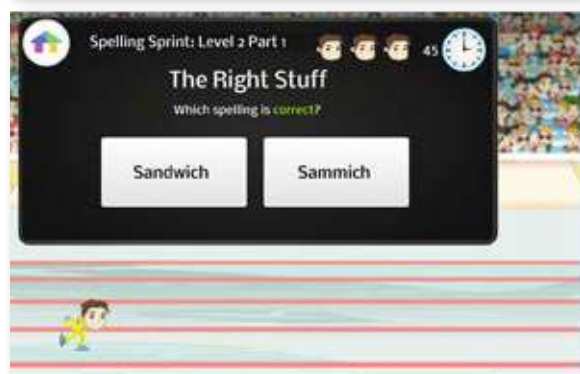 Spelling Sprint: Level 2 Part 1
45
The Right Stuff
Which spelling is correct?
Sandwich
Sammich